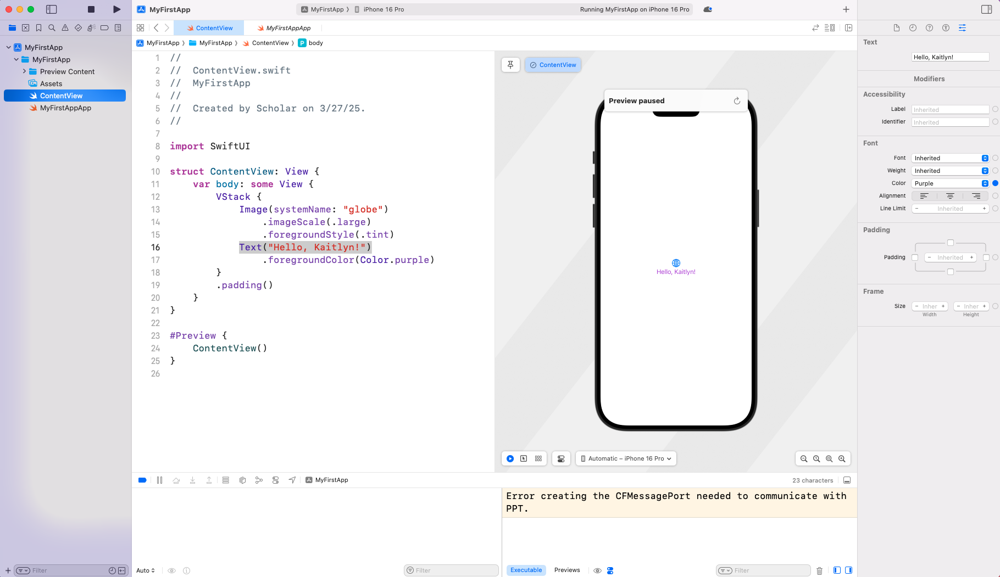 MyFirstApp
MyFirstApp
iPhone 16 Pro
Running MyFirstApp on iPhone 16 Pro
ContentView
MyFirstAppApp
MyFirstApp
MyFirstApp
ContentView
P body
MyFirstApp
MyFirstApp
Preview Content
Assets
ContentView
MyFirstAppApp
1 //
2 //  ContentView.swift
3 //  MyFirstApp
4 //
5 //  Created by Scholar on 3/27/25.
6 //
7
8 import SwiftUI
9
10 struct ContentView: View {
11     var body: some View {
12         VStack {
13             Image(systemName: "globe")
14                 .imageScale(.large)
15                 .foregroundStyle(.tint)
16             Text("Hello, Kaitlyn!")
17                 .foregroundColor(Color.purple)
18         }
19         .padding()
20     }
21 }
22
23 #Preview {
24     ContentView()
25 }
26
ContentView
Preview paused
Hello, Kaitlyn!
Automatic – iPhone 16 Pro
Text
Hello, Kaitlyn!
Modifiers
Accessibility
Label Inherited
Identifier Inherited
Font
Font Inherited
Weight Inherited
Color Purple
Alignment
Line Limit − Inherited +
Padding
Padding − Inherited +
Frame
Size − Inher + − Inher +
Width Height
MyFirstApp
23 characters
Error creating the CFMessagePort needed to communicate with
PPT.
Filter
Auto
Filter
Executable
Previews
Filter